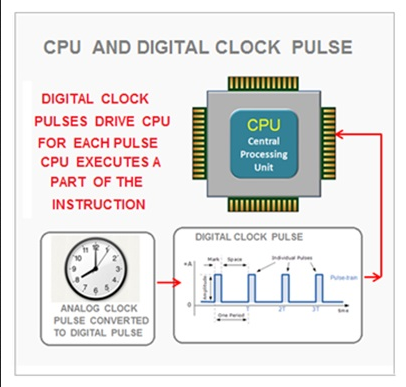 CPU AND DIGITAL CLOCK PULSE
DIGITAL CLOCK
PULSES DRIVE CPU
FOR EACH PULSE
CPU EXECUTES A
PART OF THE
INSTRUCTION
CPU
Central
Processing
Unit
ANALOG CLOCK
PULSE CONVERTED
TO DIGITAL PULSE
DIGITAL CLOCK PULSE
Mark Space Individual Pulses
+A
Amplitude
Pulse train
0
T 2T 3T time
One Period